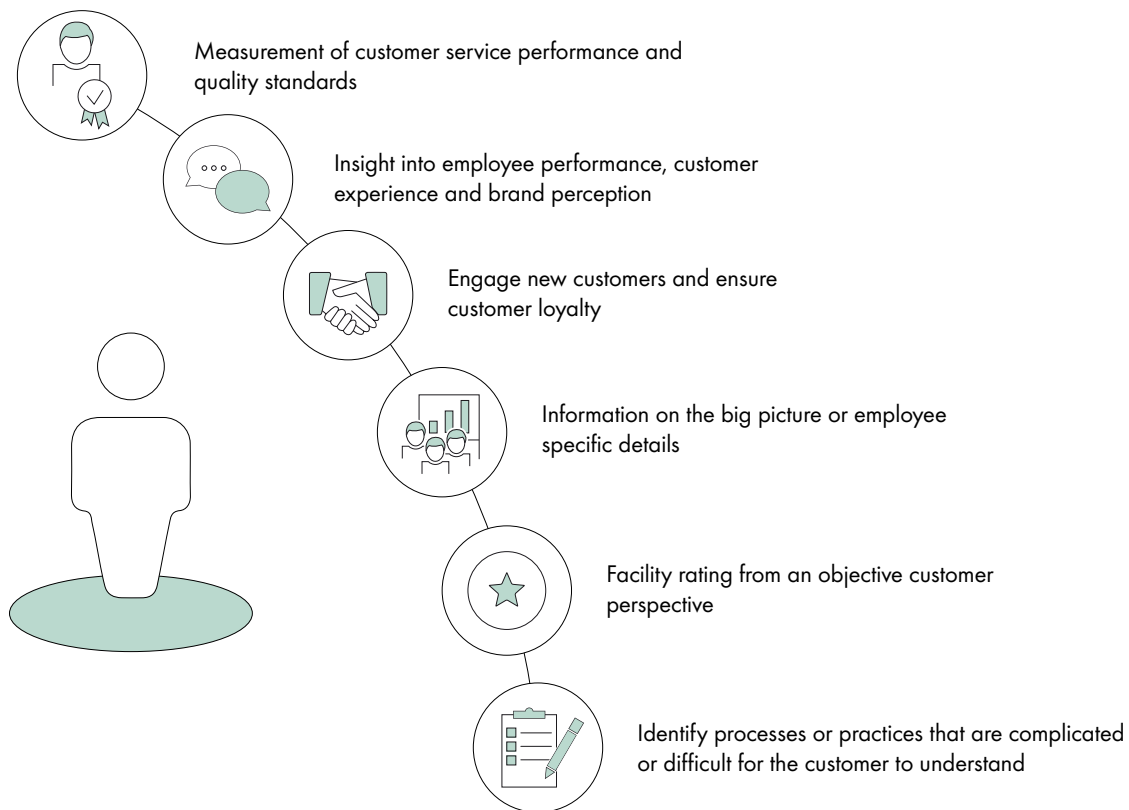 Measurement of customer service performance and
quality standards
Insight into employee performance, customer
experience and brand perception
Engage new customers and ensure
customer loyalty
Information on the big picture or employee
specific details
Facility rating from an objective customer
perspective
Identify processes or practices that are complicated
or difficult for the customer to understand